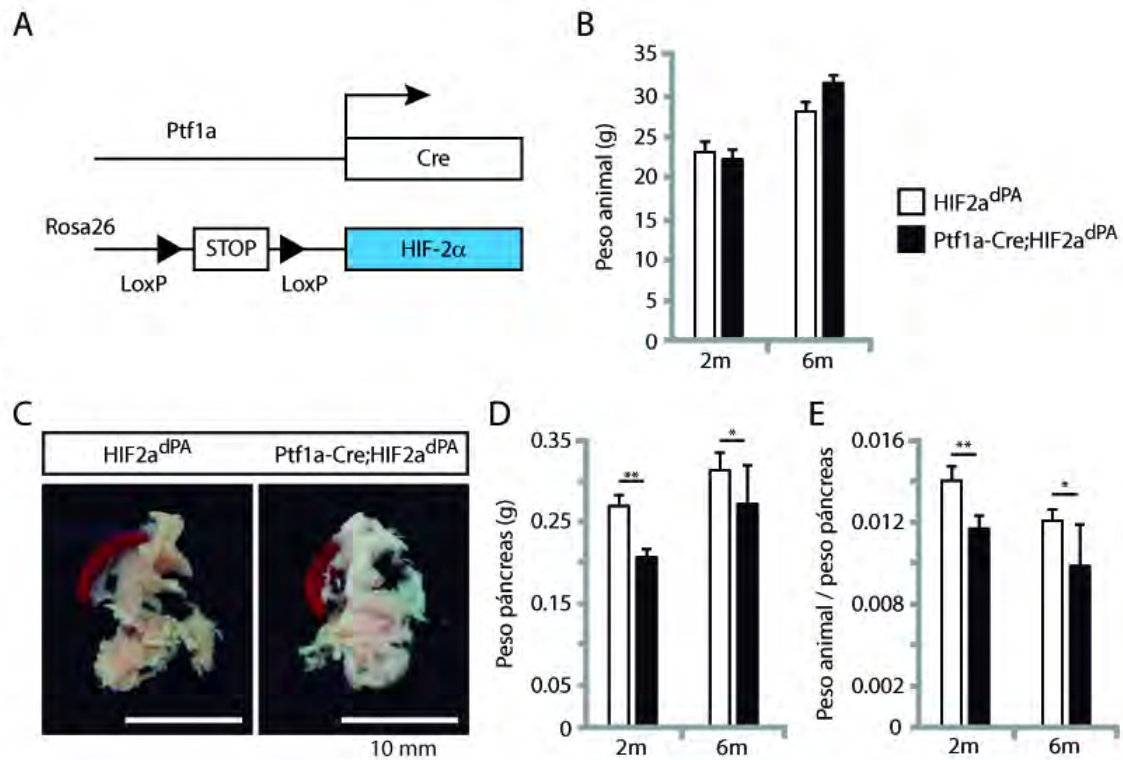 A
Ptf1a
Cre
Rosa26
STOP
HIF-2α
LoxP
LoxP
B
Peso animal (g)
35
30
25
20
15
10
5
0
2m
6m
HIF2a^dPA
Ptf1a-Cre;HIF2a^dPA
C
HIF2a^dPA
Ptf1a-Cre;HIF2a^dPA
10 mm
D
Peso páncreas (g)
0.35
0.25
0.15
0.05
0
**
*
2m
6m
E
Peso animal / peso páncreas
0.016
0.012
0.008
0.002
0
**
*
2m
6m